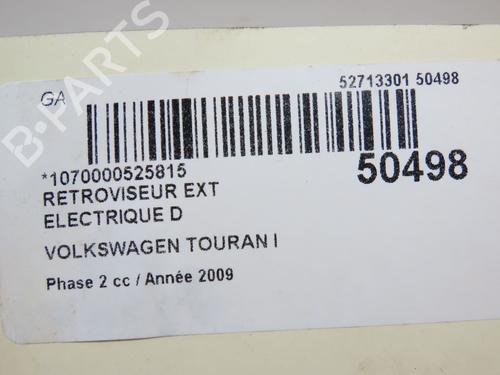 B-PARTS
52713301 50498
GA
*1070000525815
50498
RETROVISEUR EXT
ELECTRIQUE D
VOLKSWAGEN TOURAN I
Phase 2 cc / Année 2009